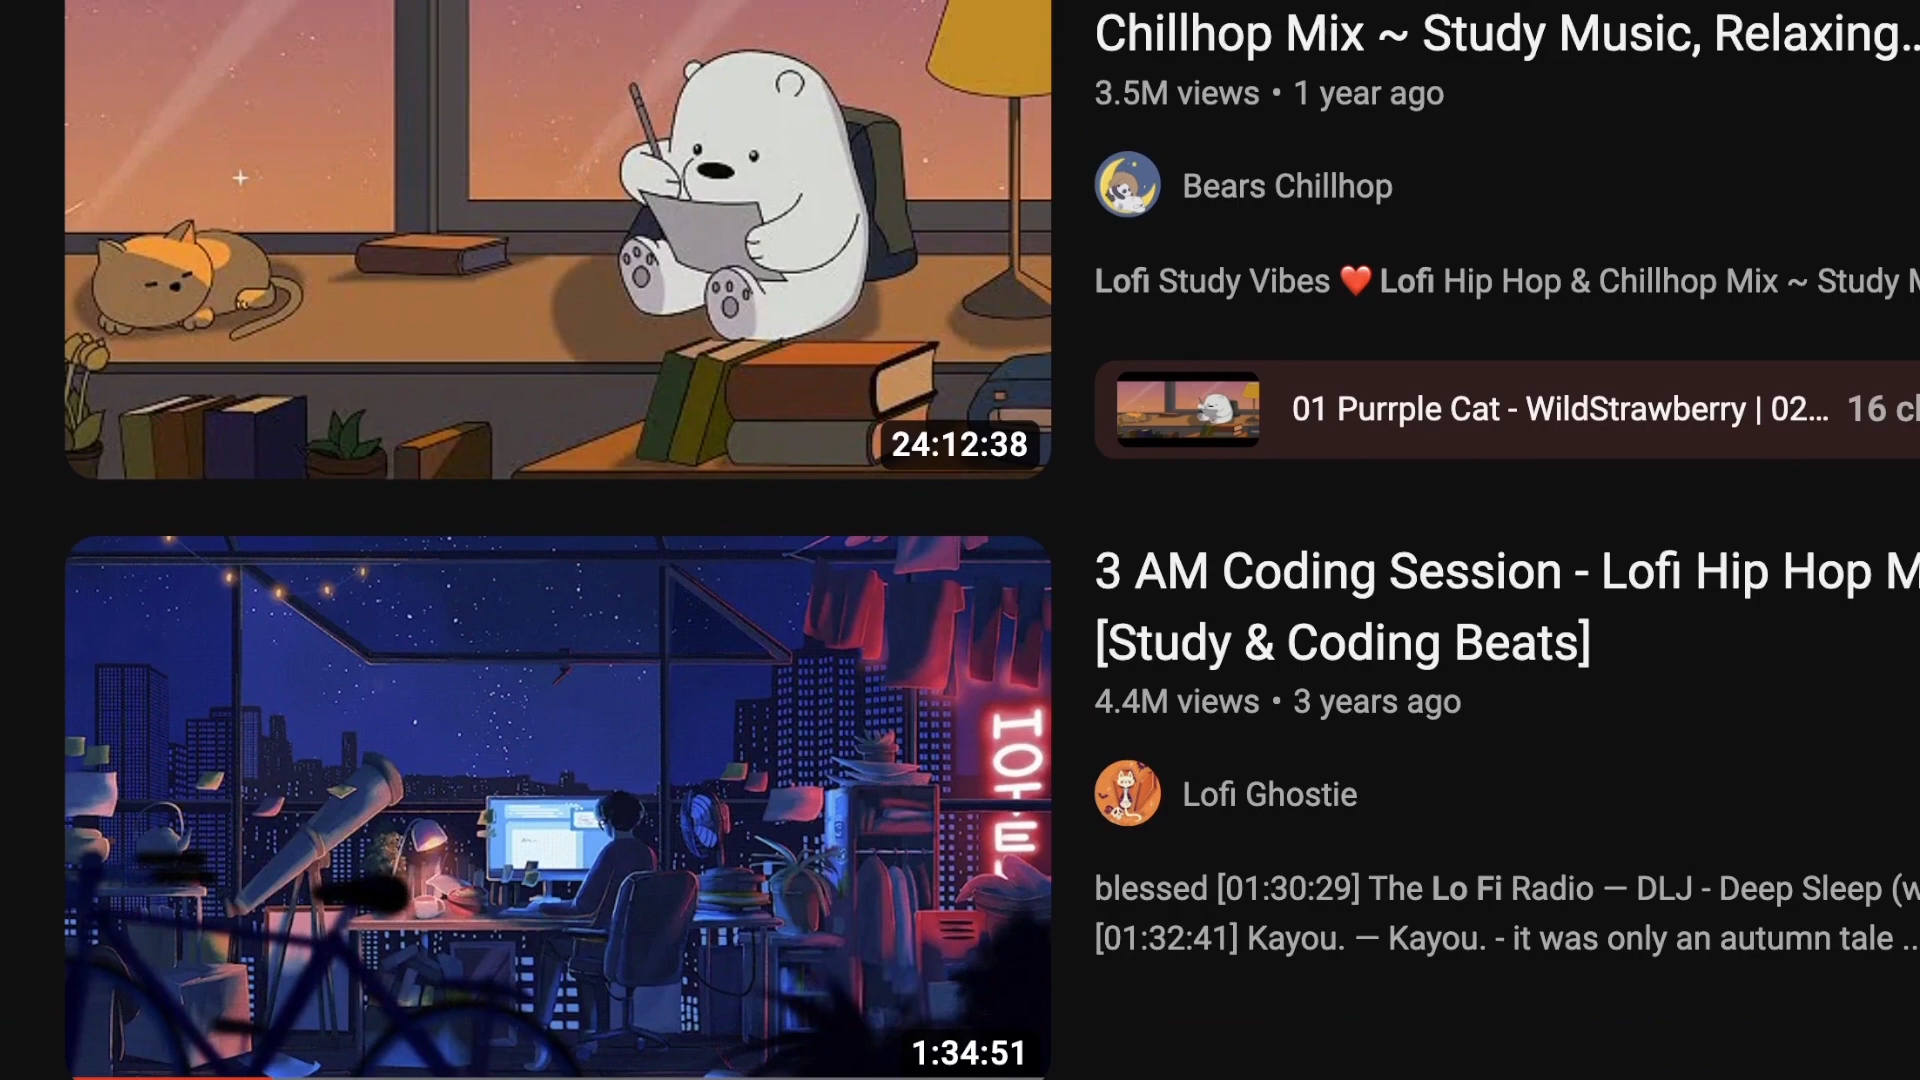 Chillhop Mix ~ Study Music, Relaxing...
3.5M views • 1 year ago
Bears Chillhop
Lofi Study Vibes ❤️ Lofi Hip Hop & Chillhop Mix ~ Study
01 Purrple Cat - WildStrawberry | 02... 16
24:12:38
3 AM Coding Session - Lofi Hip Hop
[Study & Coding Beats]
4.4M views • 3 years ago
Lofi Ghostie
blessed [01:30:29] The Lo Fi Radio — DLJ - Deep Sleep
[01:32:41] Kayou. — Kayou. - it was only an autumn tale ...
HOTEL
1:34:51